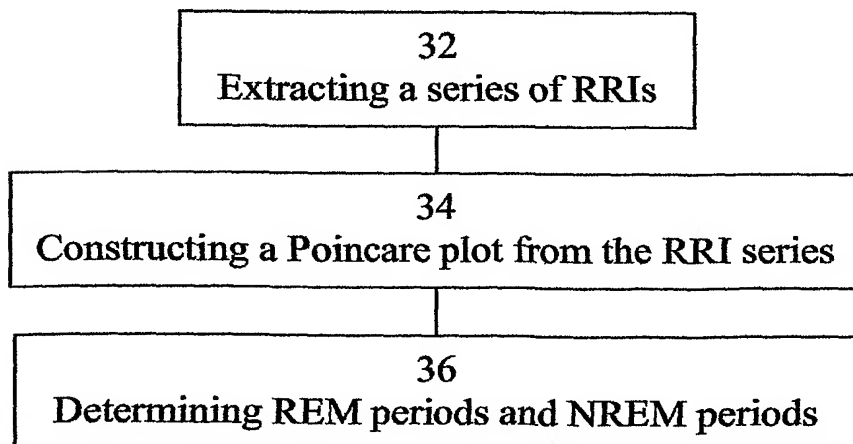 32
Extracting a series of RRIs
34
Constructing a Poincare plot from the RRI series
36
Determining REM periods and NREM periods